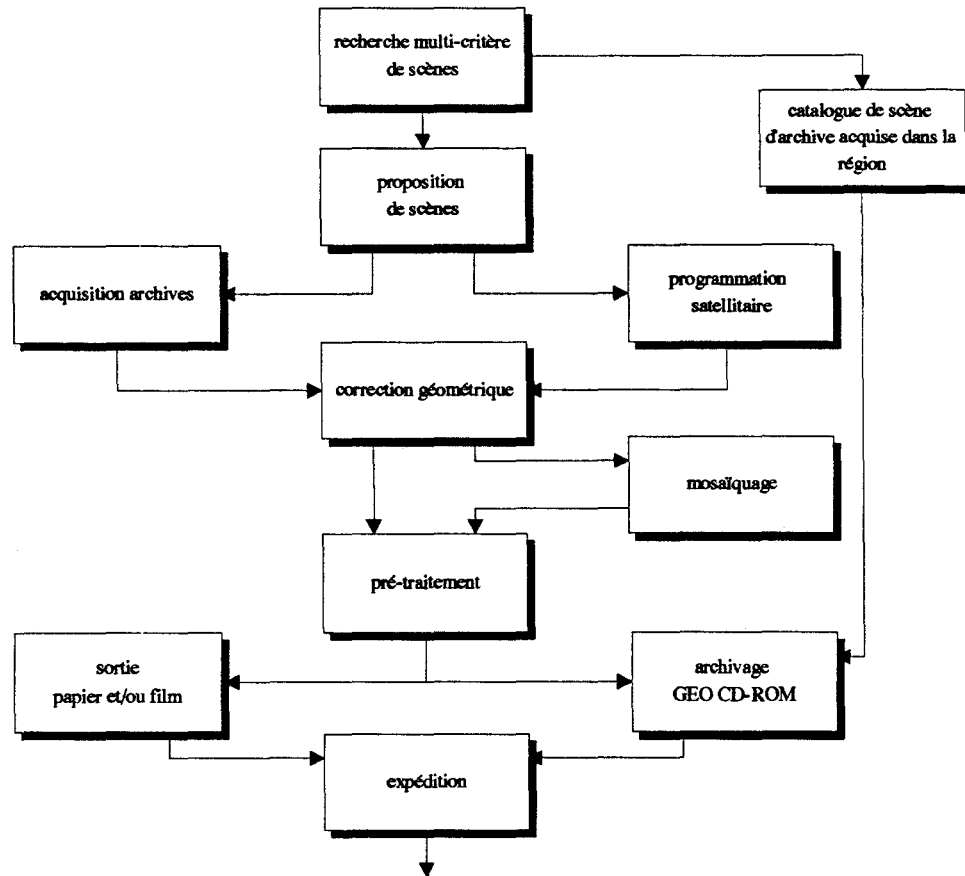 recherche multi-critère
de scènes
catalogue de scène
d'archive acquise dans la
région
proposition
de scènes
acquisition archives
programmation
satellitaire
correction géométrique
mosaïquage
pré-traitement
sortie
papier et/ou film
archivage
GEO CD-ROM
expédition